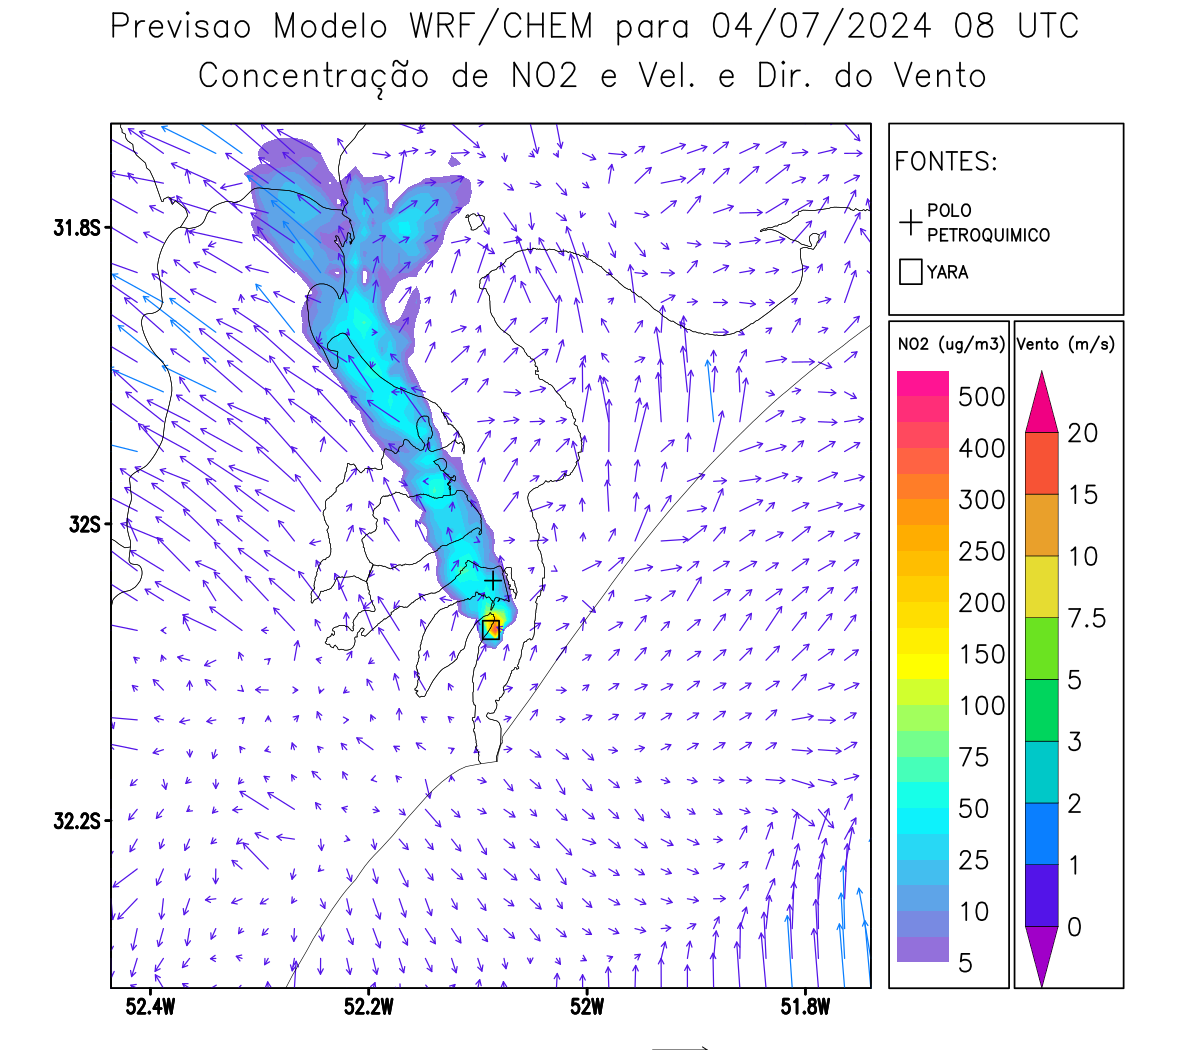 Previsao Modelo WRF/CHEM para 04/07/2024 08 UTC
Concentração de NO2 e Vel. e Dir. do Vento
FONTES:
POLO
PETROQUIMICO
YARA
NO2 (ug/m3)
500
400
300
250
200
150
100
75
50
25
10
5
Vento (m/s)
20
15
10
7.5
5
3
2
1
0
31.8S
32S
32.2S
52.4W
52.2W
52W
51.8W